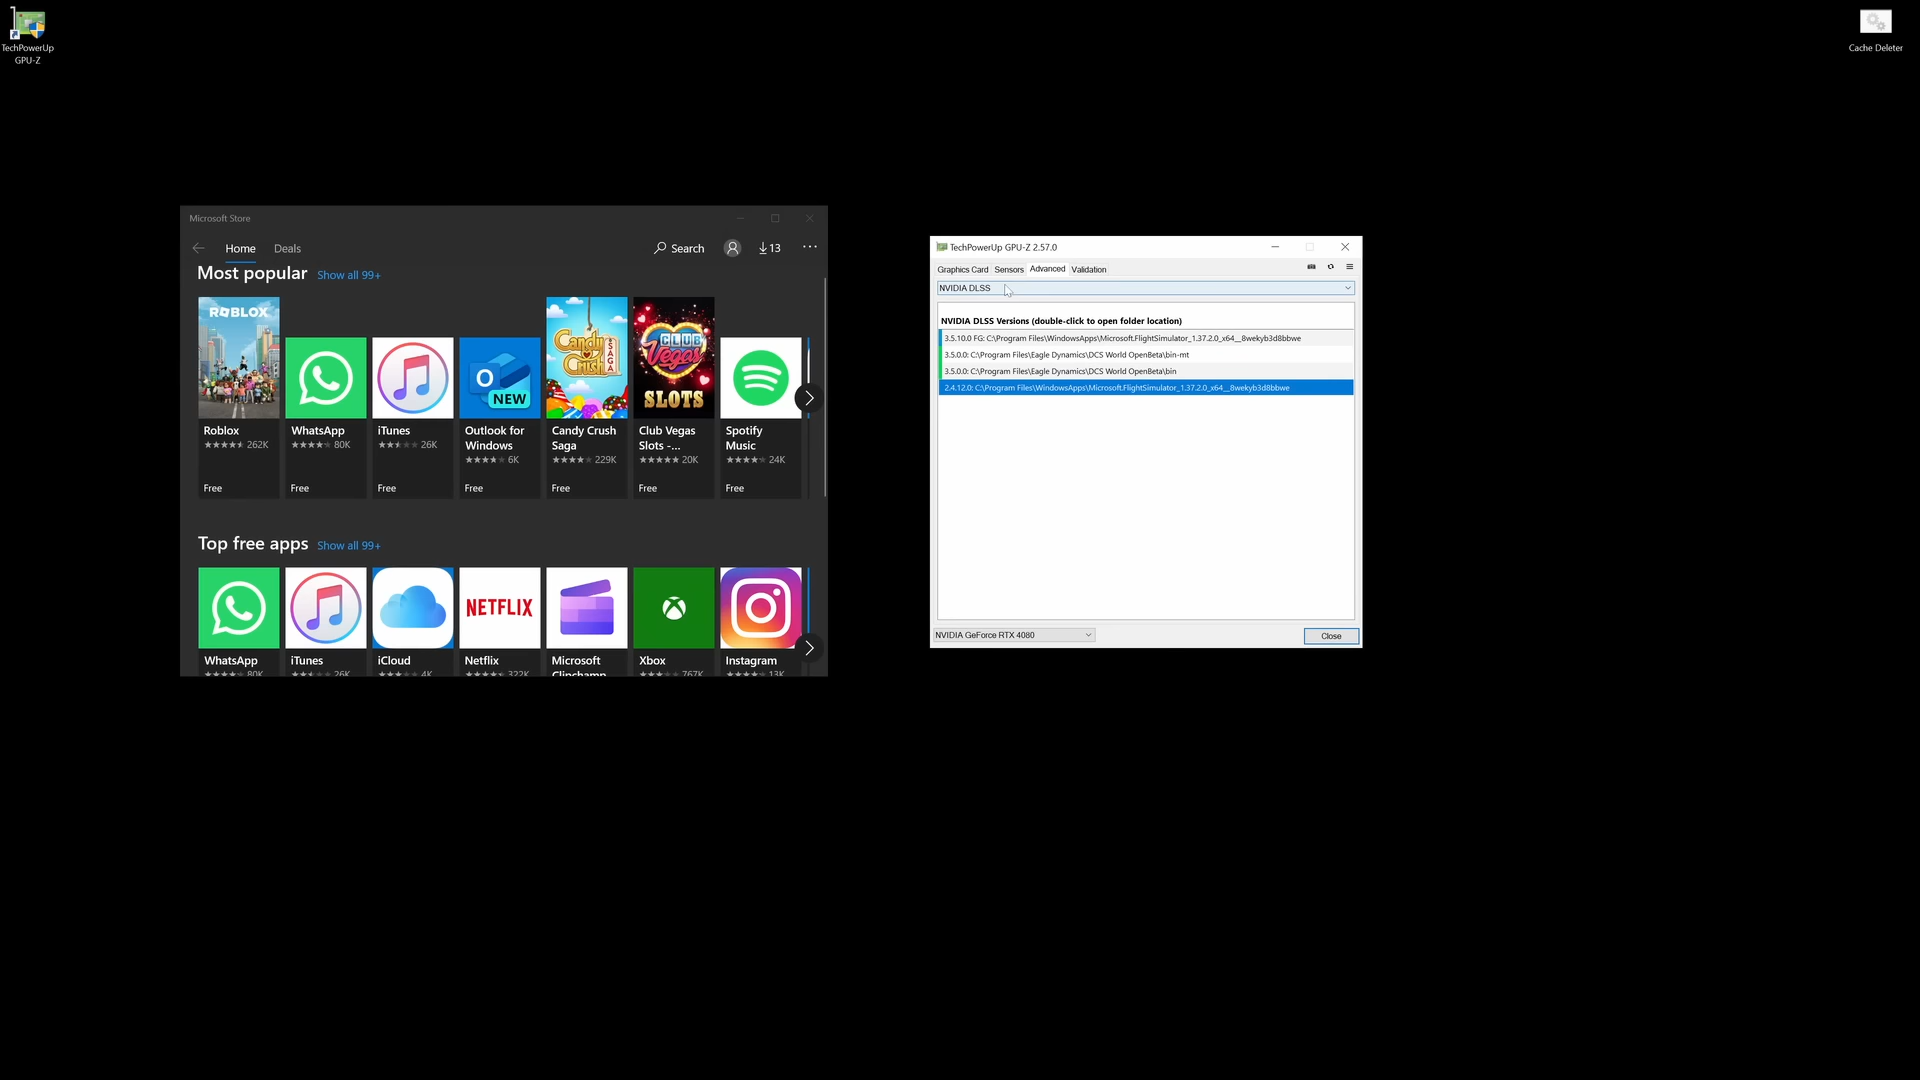 TechPowerUp
GPU-Z
Cache Deleter
Microsoft Store
Home
Deals
Search
13
Most popular
Show all 99+
ROBLOX
NEW
Candy
Crush
SAGA
CLUB
Vegas
SLOTS
Roblox
262K
Free
WhatsApp
80K
Free
iTunes
26K
Free
Outlook for
Windows
6K
Free
Candy Crush
Saga
229K
Free
Club Vegas
Slots -...
20K
Free
Spotify
Music
24K
Free
Top free apps
Show all 99+
NETFLIX
WhatsApp
80K
iTunes
26K
iCloud
4K
Netflix
322K
Microsoft
Clipchamp
Xbox
767K
Instagram
13K
TechPowerUp GPU-Z 2.57.0
Graphics Card
Sensors
Advanced
Validation
NVIDIA DLSS
NVIDIA DLSS Versions (double-click to open folder location)
3.5.10.0 FG: C:\Program Files\WindowsApps\Microsoft.FlightSimulator_1.37.2.0_x64__8wekyb3d8bbwe
3.5.0.0: C:\Program Files\Eagle Dynamics\DCS World OpenBeta\bin-mt
3.5.0.0: C:\Program Files\Eagle Dynamics\DCS World OpenBeta\bin
2.4.12.0: C:\Program Files\WindowsApps\Microsoft.FlightSimulator_1.37.2.0_x64__8wekyb3d8bbwe
NVIDIA GeForce RTX 4080
Close